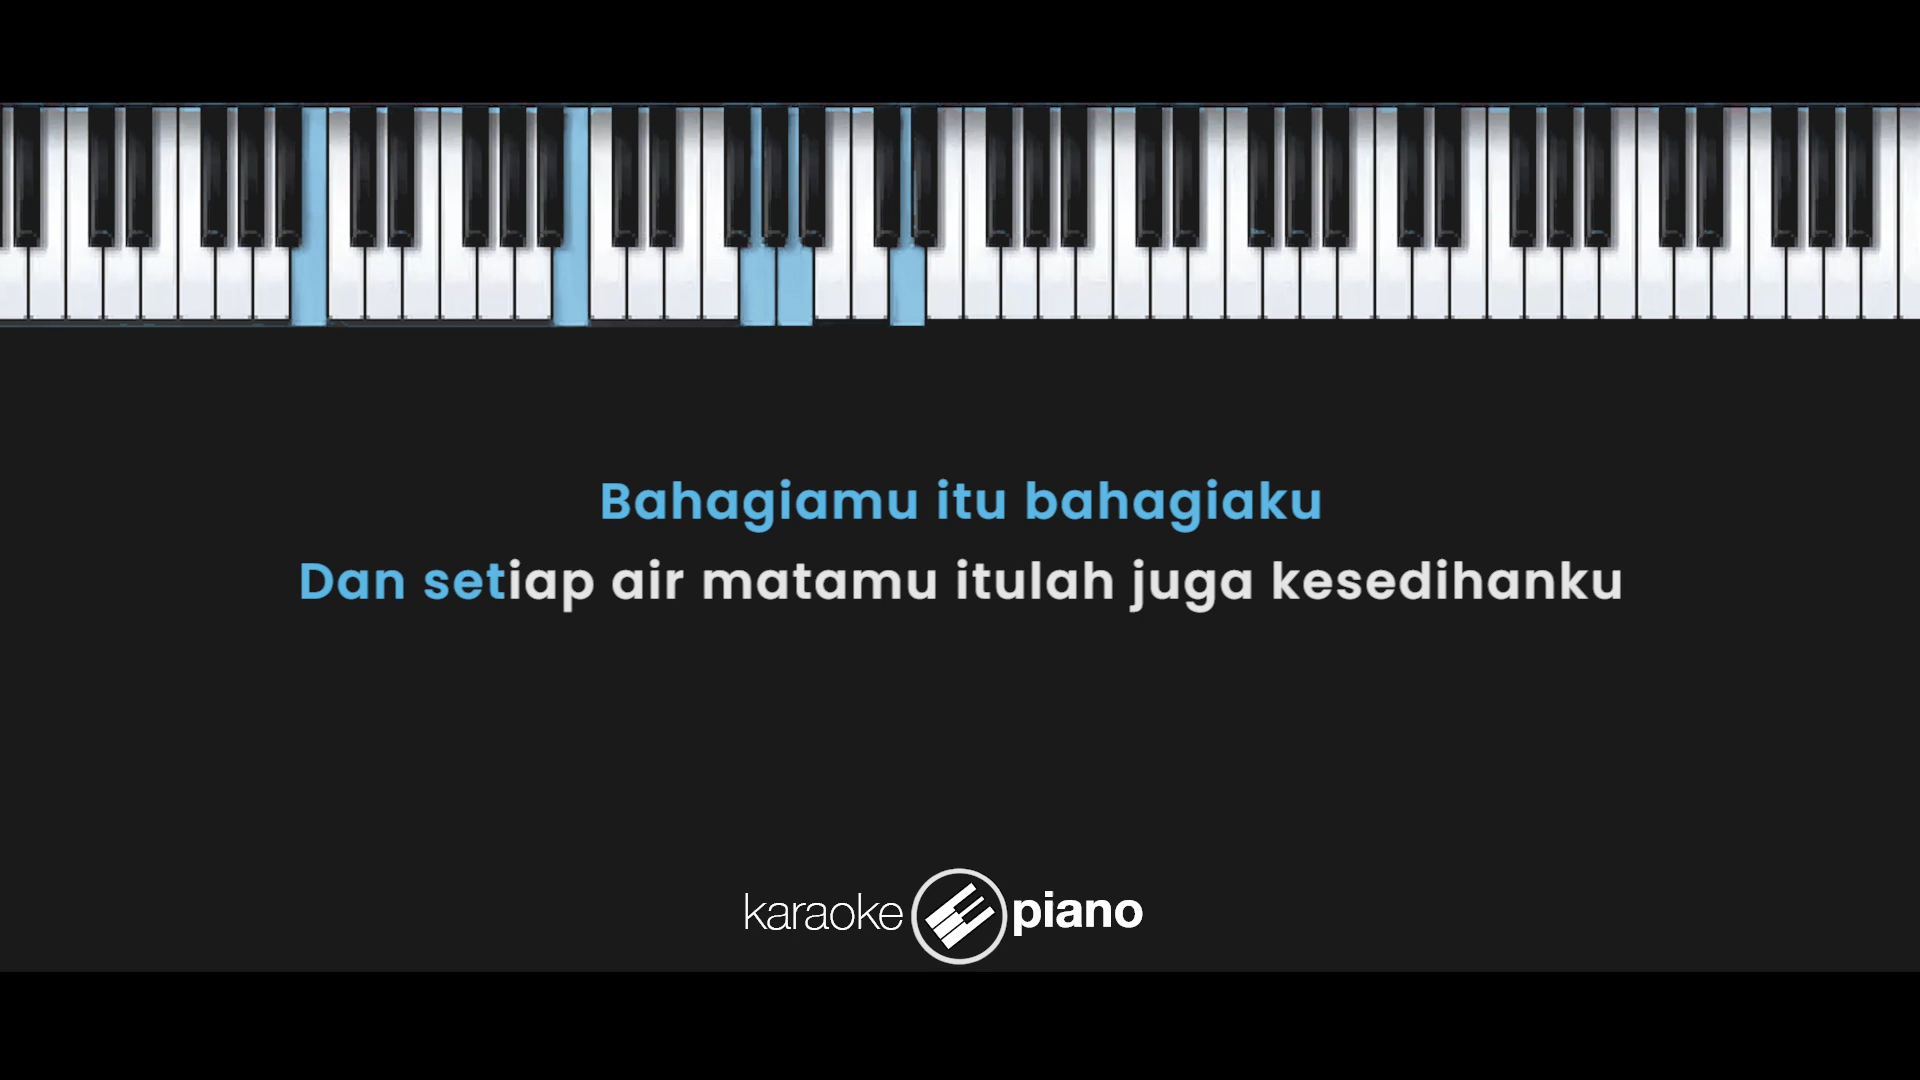 Bahagiamu itu bahagiaku
Dan setiap air matamu itulah juga kesedihanku
karaoke piano